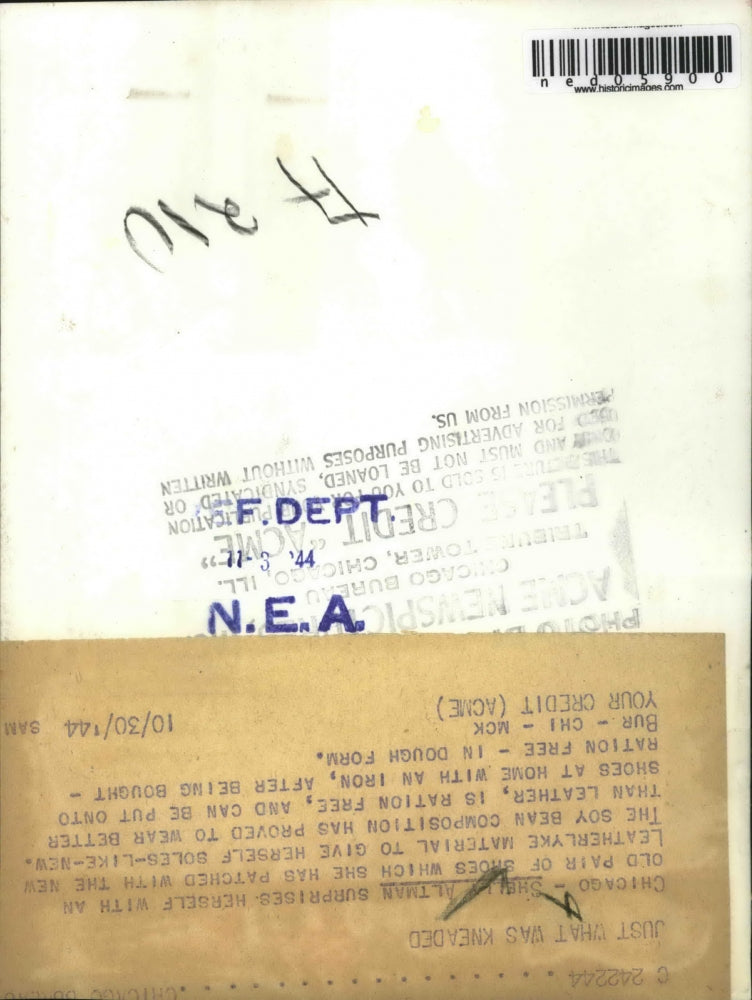 ned05900
www.historicimages.com
EF. DEPT.
11-3 '44
N.E.A.
ACME NEWSPIC
CHICAGO BUREAU
TRIBUNE TOWER, CHICAGO, ILL.
PLEASE CREDIT "ACME"
THIS PICTURE IS SOLD TO YOU FOR YOUR PUBLICATION
ONLY AND MUST NOT BE LOANED, SYNDICATED OR
USED FOR ADVERTISING PURPOSES WITHOUT WRITTEN
PERMISSION FROM US.
C 242244
CHICAGO BUREAU
JUST WHAT WAS KNEADED
CHICAGO - ALTMAN SURPRISES HERSELF WITH AN
OLD PAIR OF SHOES WHICH SHE HAS PATCHED WITH THE NEW
LEATHERLYKE MATERIAL TO GIVE HERSELF SOLES-LIKE-NEW.
THE SOY BEAN COMPOSITION HAS PROVED TO WEAR BETTER
THAN LEATHER, IS RATION FREE, AND CAN BE PUT ONTO
SHOES AT HOME WITH AN IRON, AFTER BEING BOUGHT -
RATION FREE - IN DOUGH FORM.
BUR - CHI - MCK
YOUR CREDIT (ACME) 10/30/44 SAM